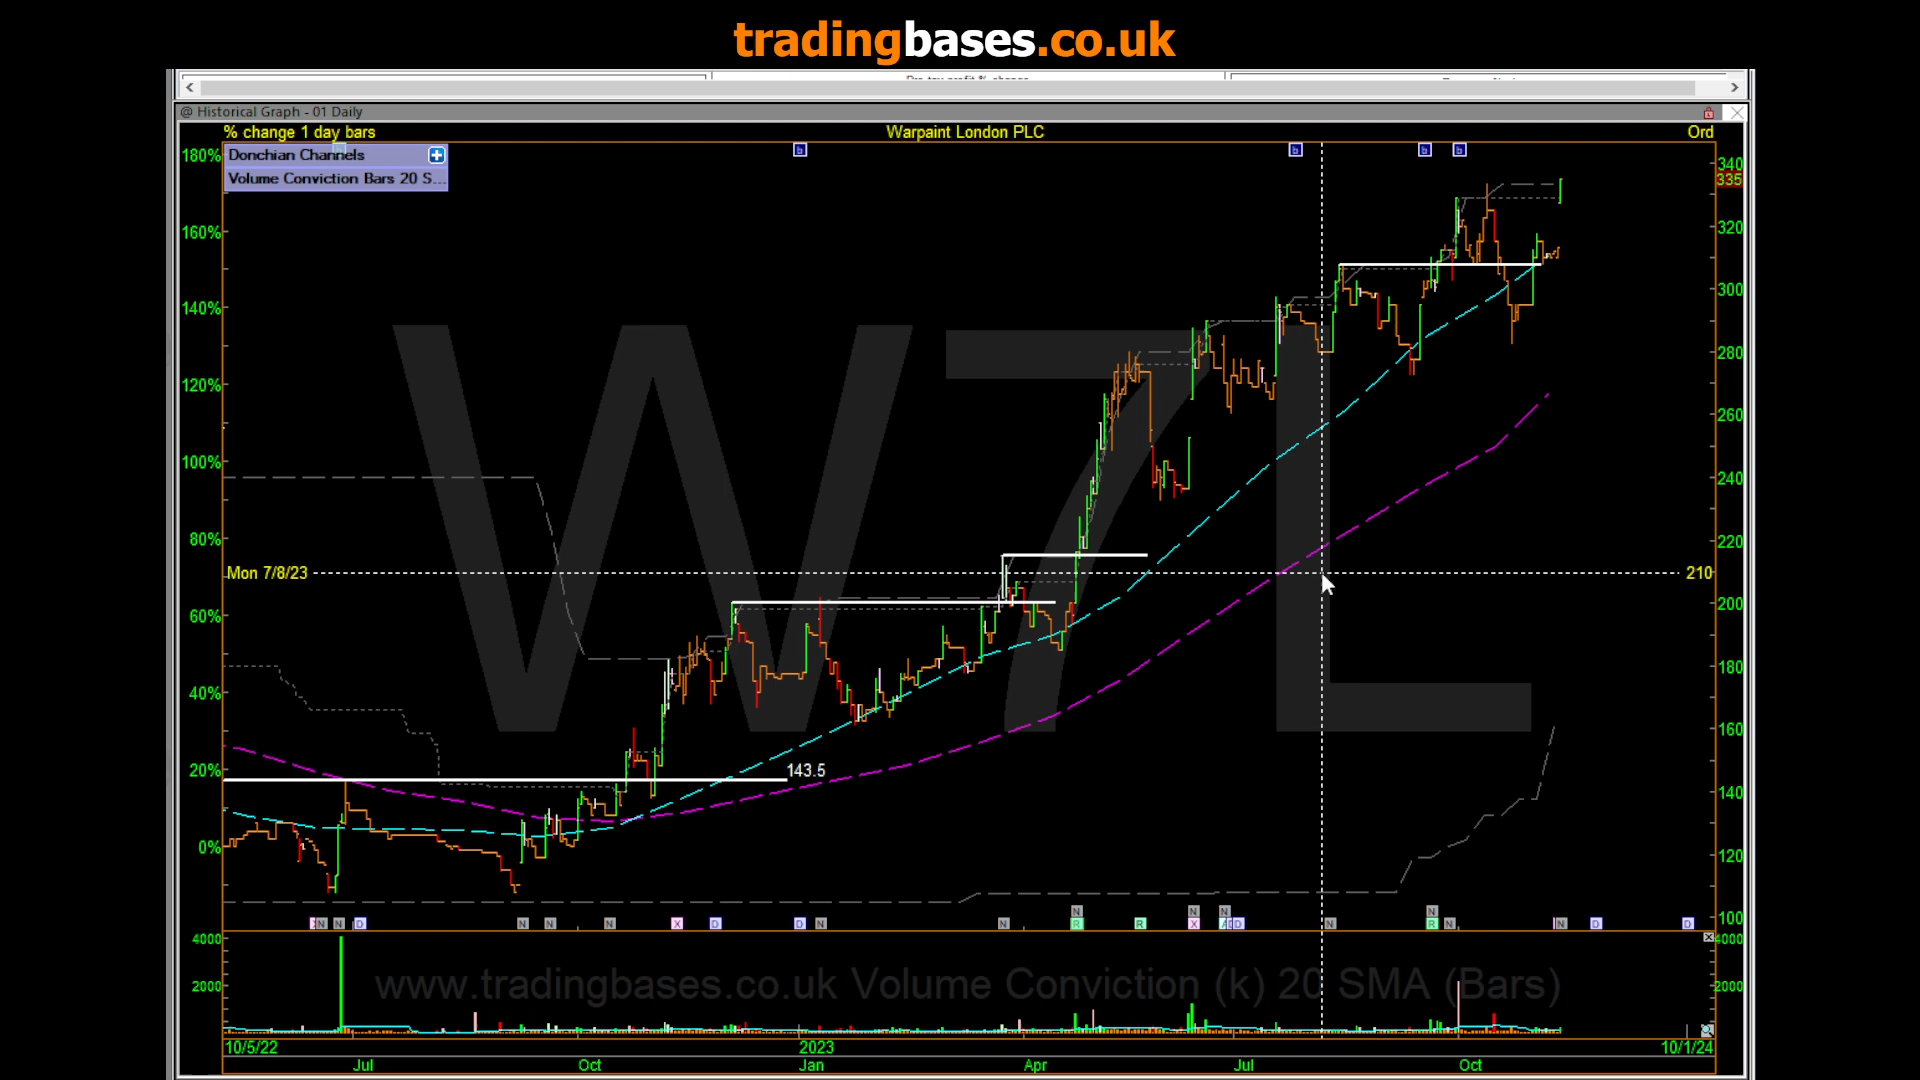 tradingbases.co.uk
@ Historical Graph - 01 Daily
% change 1 day bars
Warpaint London PLC
Ord
Donchian Channels
Volume Conviction Bars 20 S...
b b b b
180%
160%
140%
120%
100%
80%
60%
40%
20%
0%
340
335
320
300
280
260
240
220
210
200
180
160
140
120
100
W7L
Mon 7/8/23
143.5
N N N N N R
N N D N N N X D D N N R R X D D N R N N D D
4000
2000
4000
2000
www.tradingbases.co.uk Volume Conviction (k) 20 SMA (Bars)
10/5/22
2023
10/1/24
Jul
Oct
Jan
Apr
Jul
Oct